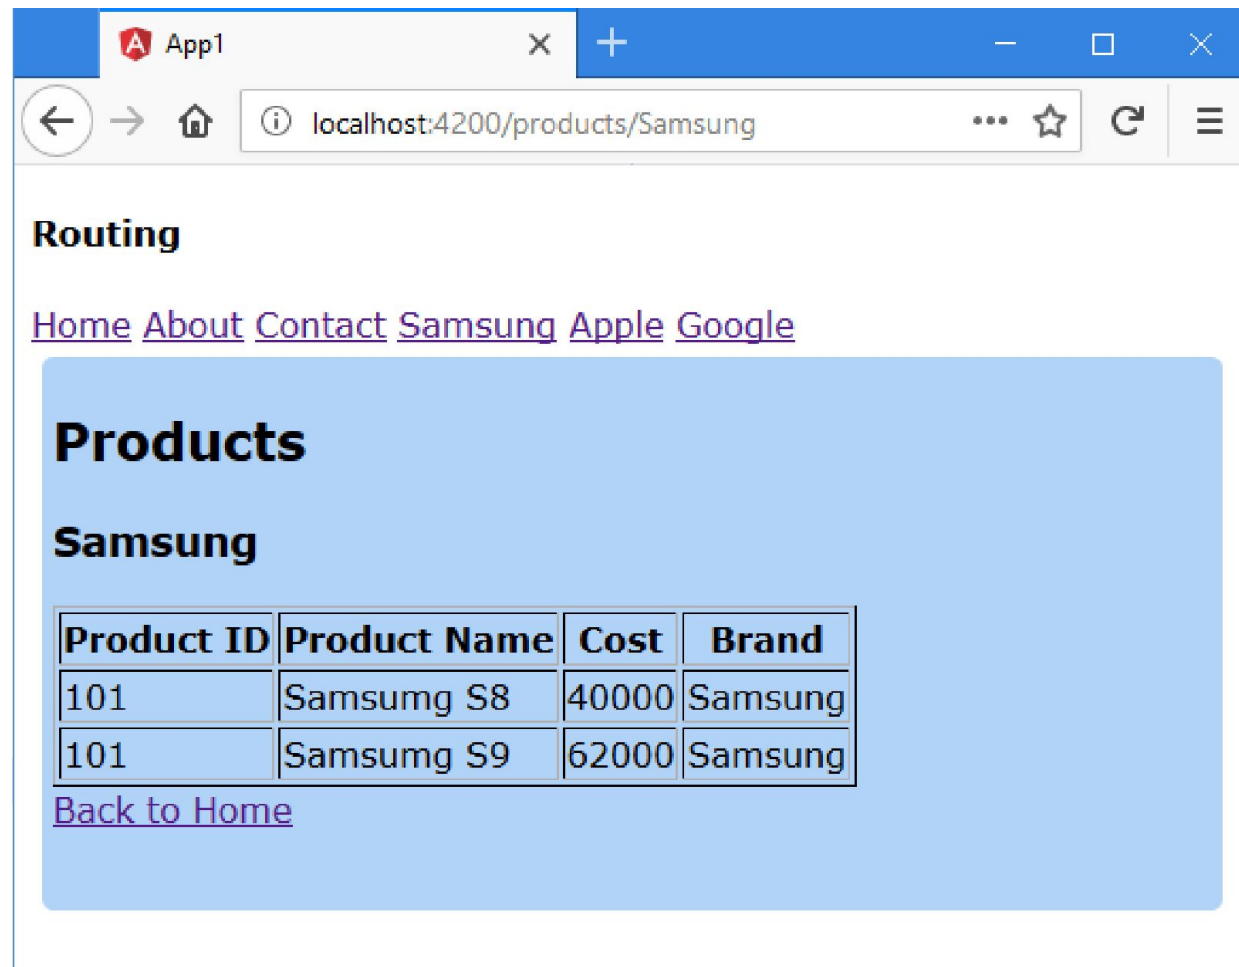 App1
localhost:4200/products/Samsung
Routing
Home About Contact Samsung Apple Google
Products
Samsung
Product ID Product Name Cost Brand
101 Samsumg S8 40000 Samsung
101 Samsumg S9 62000 Samsung
Back to Home